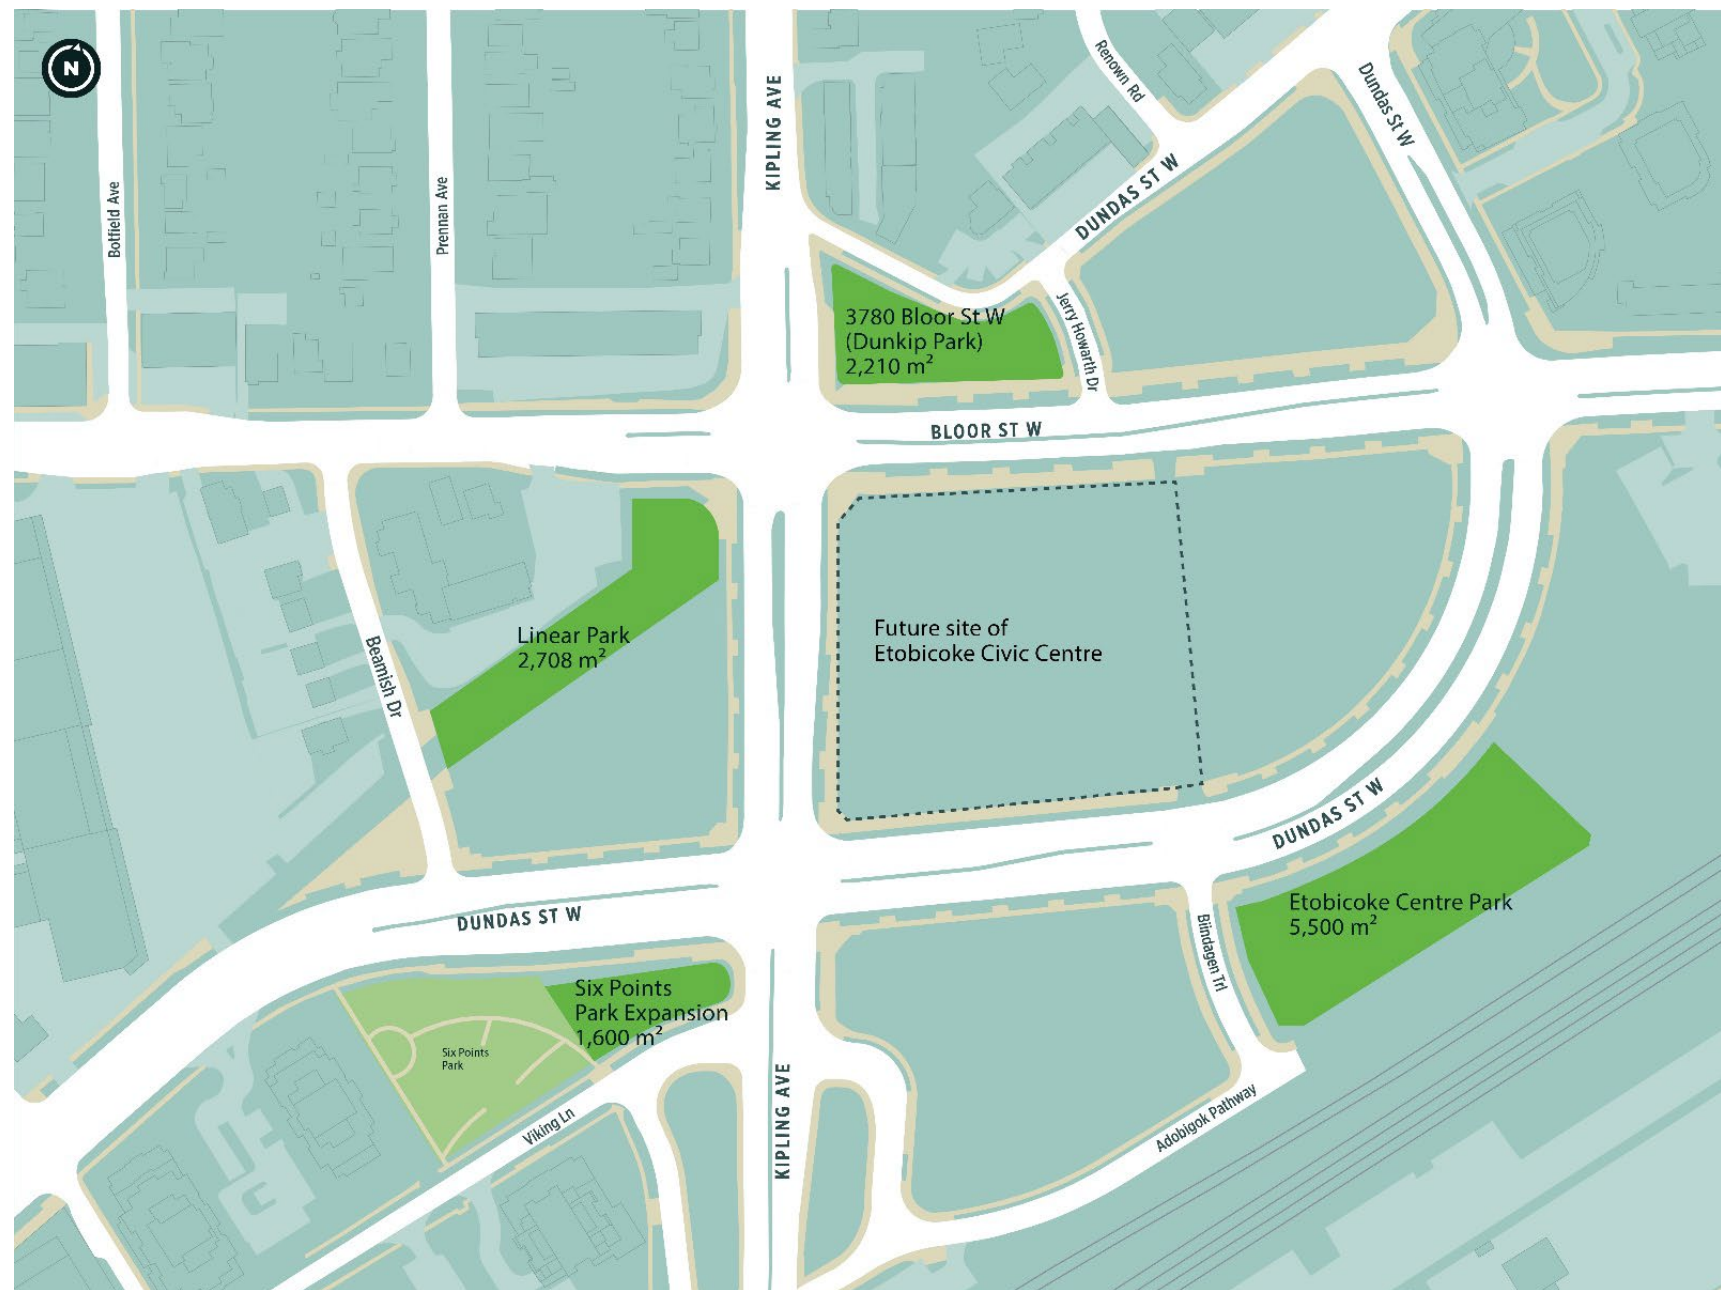 N
Botfield Ave
Prennan Ave
KIPLING AVE
Renown Rd
Dundas St W
DUNDAS ST W
3780 Bloor St W
(Dunkip Park)
2,210 m²
Jerry Howarth Dr
BLOOR ST W
Linear Park
2,708 m²
Beamish Dr
Future site of
Etobicoke Civic Centre
DUNDAS ST W
DUNDAS ST W
Etobicoke Centre Park
5,500 m²
Biindagen Trl
Six Points
Park Expansion
1,600 m²
Six Points
Park
Viking Ln
KIPLING AVE
Adobigok Pathway